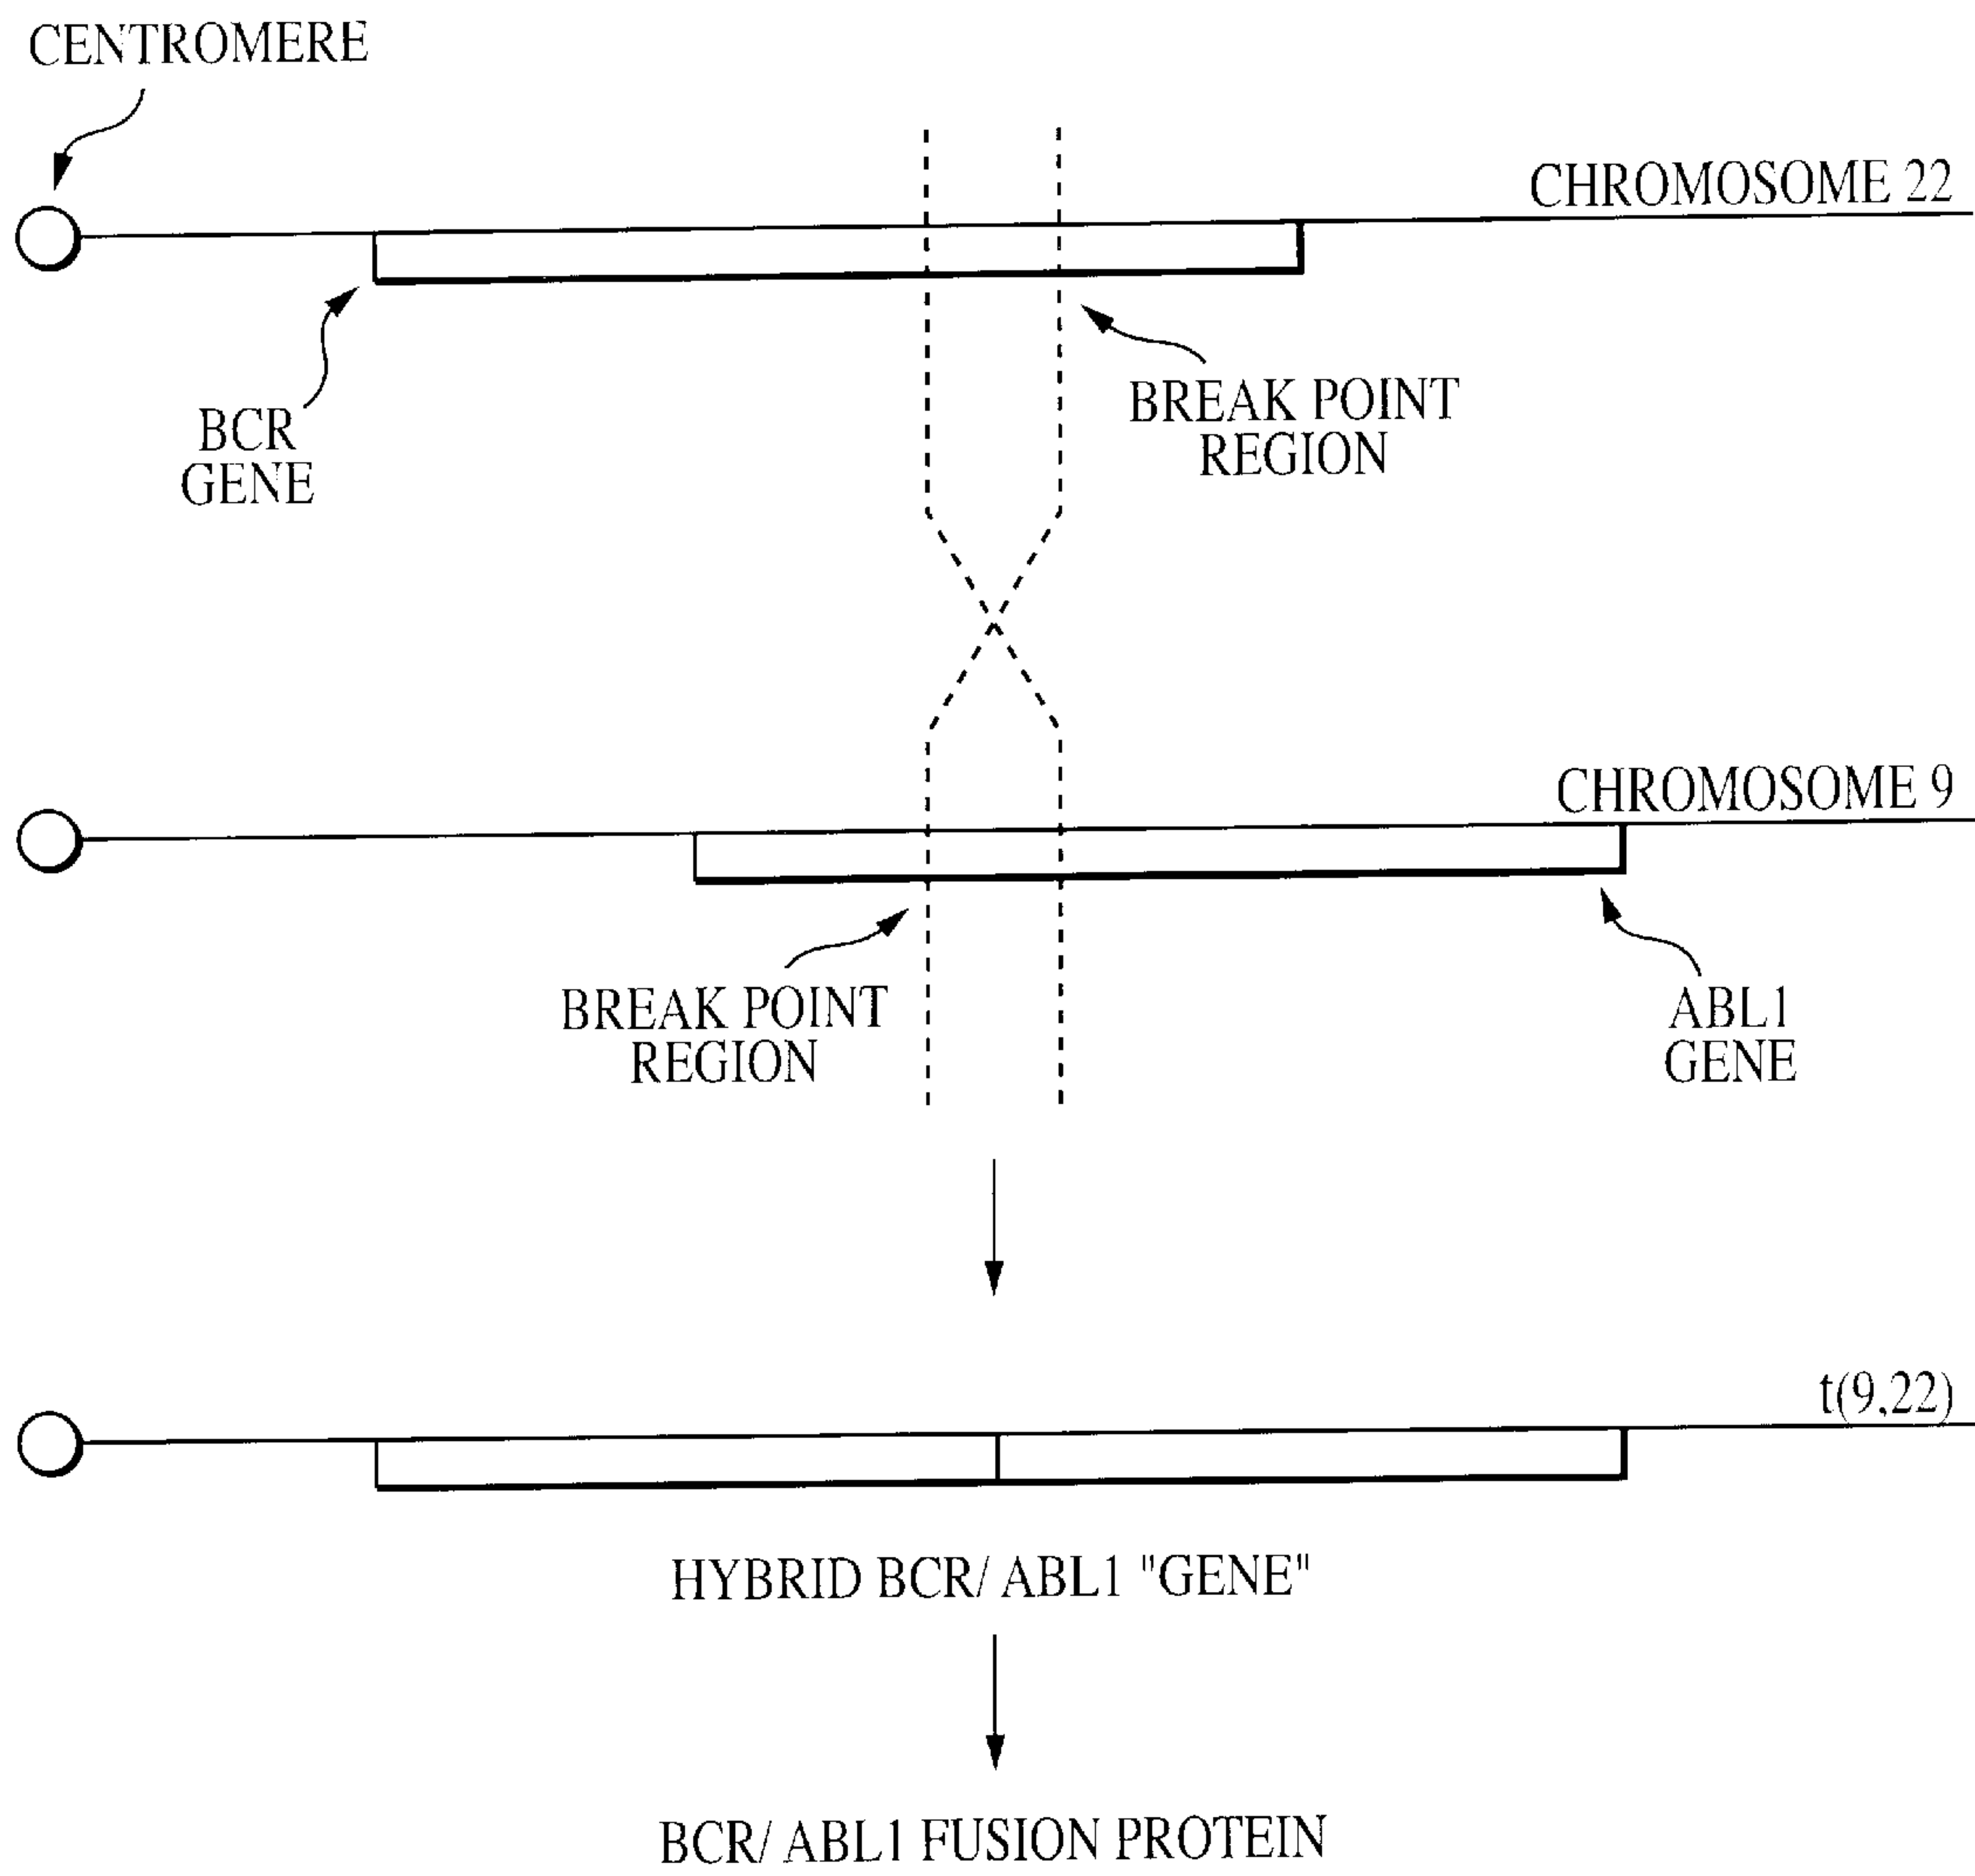 CENTROMERE
CHROMOSOME 22
BCR
GENE
BREAK POINT
REGION
CHROMOSOME 9
BREAK POINT
REGION
ABL1
GENE
t(9,22)
HYBRID BCR/ ABL1 "GENE"
BCR/ ABL1 FUSION PROTEIN